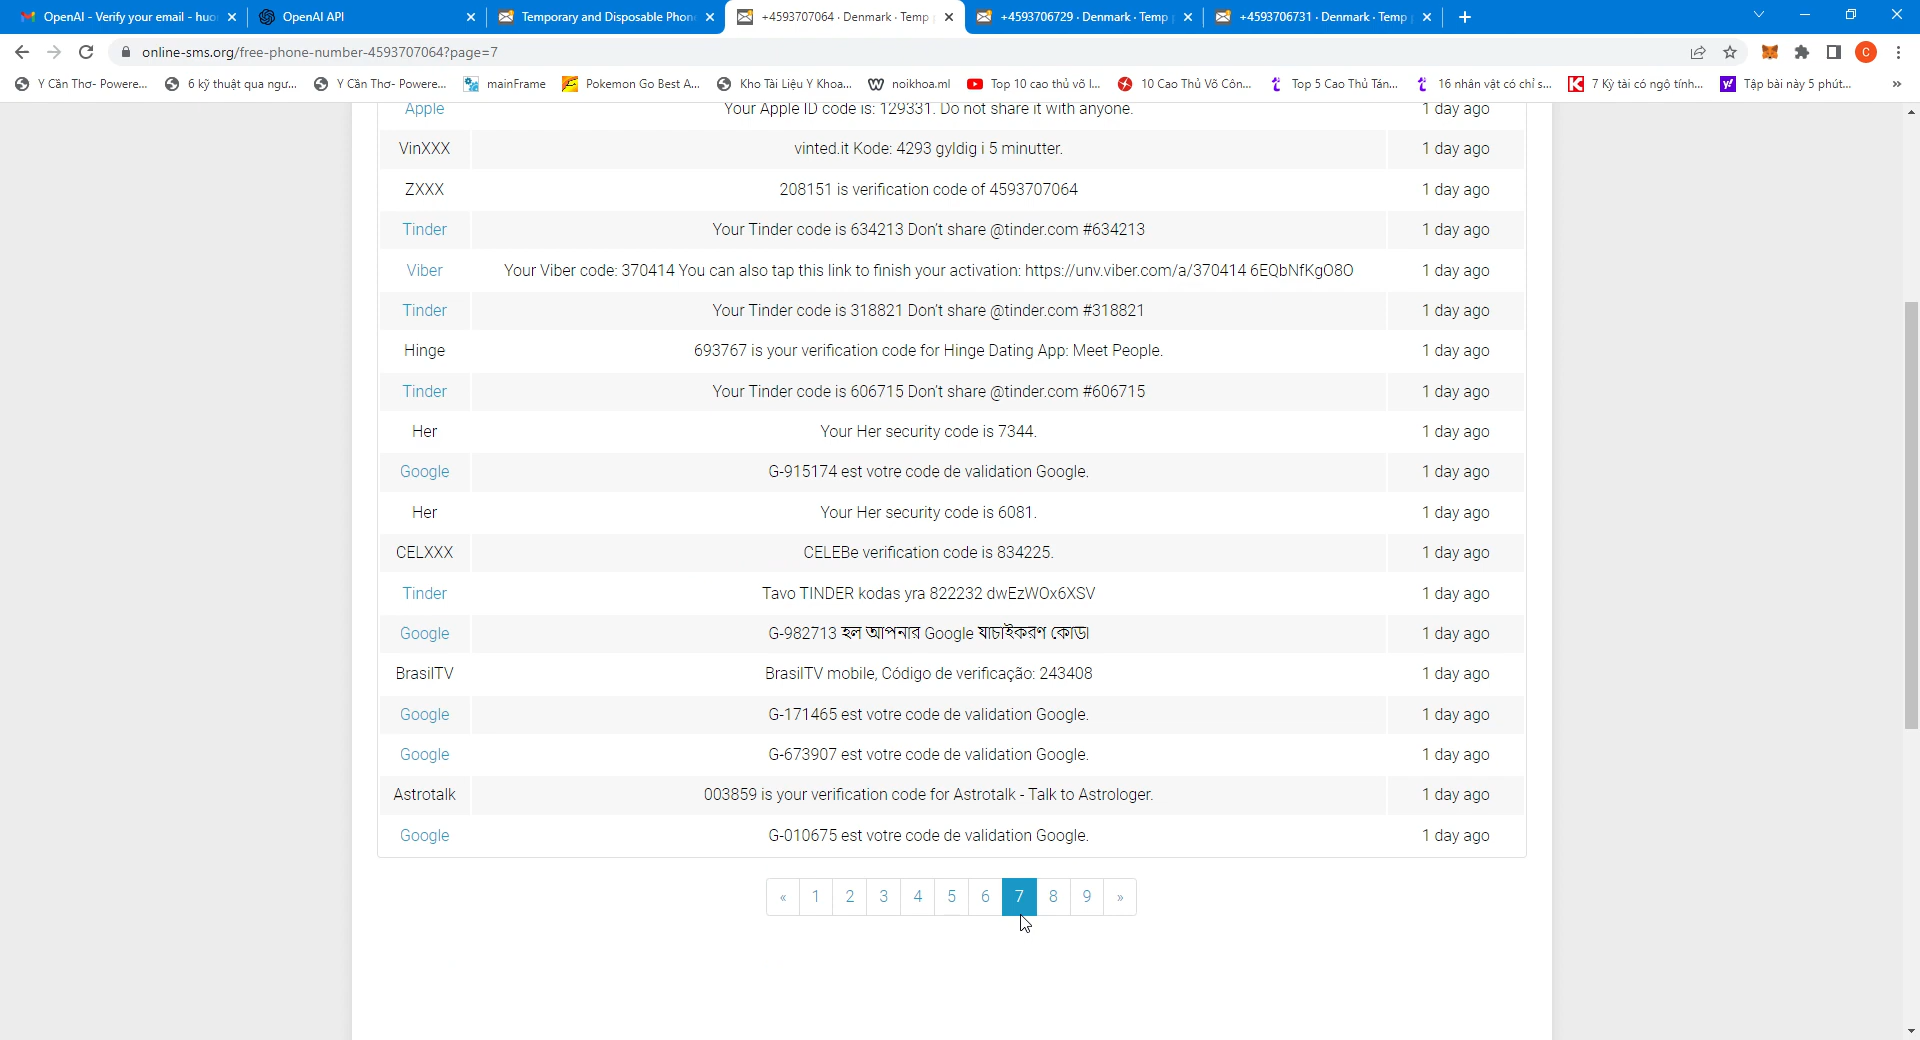 OpenAI - Verify your email - huo
OpenAI API
Temporary and Disposable Phon
+4593707064 · Denmark · Temp
+4593706729 · Denmark · Temp
+4593706731 · Denmark · Temp
online-sms.org/free-phone-number-4593707064?page=7
C
Y Cần Thơ- Powere...
6 kỹ thuật qua ngư...
Y Cần Thơ- Powere...
mainFrame
Pokemon Go Best A...
Kho Tài Liệu Y Khoa...
noikhoa.ml
Top 10 cao thủ võ l...
10 Cao Thủ Võ Côn...
Top 5 Cao Thủ Tán...
16 nhân vật có chỉ s...
7 Kỳ tài có ngộ tính...
Tập bài này 5 phút...
»
Apple Your Apple ID code is: 129331. Do not share it with anyone. 1 day ago
VinXXX vinted.it Kode: 4293 gyldig i 5 minutter. 1 day ago
ZXXX 208151 is verification code of 4593707064 1 day ago
Tinder Your Tinder code is 634213 Don't share @tinder.com #634213 1 day ago
Viber Your Viber code: 370414 You can also tap this link to finish your activation: https://unv.viber.com/a/370414 6EQbNfKgO8O 1 day ago
Tinder Your Tinder code is 318821 Don't share @tinder.com #318821 1 day ago
Hinge 693767 is your verification code for Hinge Dating App: Meet People. 1 day ago
Tinder Your Tinder code is 606715 Don't share @tinder.com #606715 1 day ago
Her Your Her security code is 7344. 1 day ago
Google G-915174 est votre code de validation Google. 1 day ago
Her Your Her security code is 6081. 1 day ago
CELXXX CELEBe verification code is 834225. 1 day ago
Tinder Tavo TINDER kodas yra 822232 dwEzWOx6XSV 1 day ago
Google G-982713 হল আপনার Google যাচাইকরণ কোড৷ 1 day ago
BrasilTV BrasilTV mobile, Código de verificação: 243408 1 day ago
Google G-171465 est votre code de validation Google. 1 day ago
Google G-673907 est votre code de validation Google. 1 day ago
Astrotalk 003859 is your verification code for Astrotalk - Talk to Astrologer. 1 day ago
Google G-010675 est votre code de validation Google. 1 day ago
« 1 2 3 4 5 6 7 8 9 »